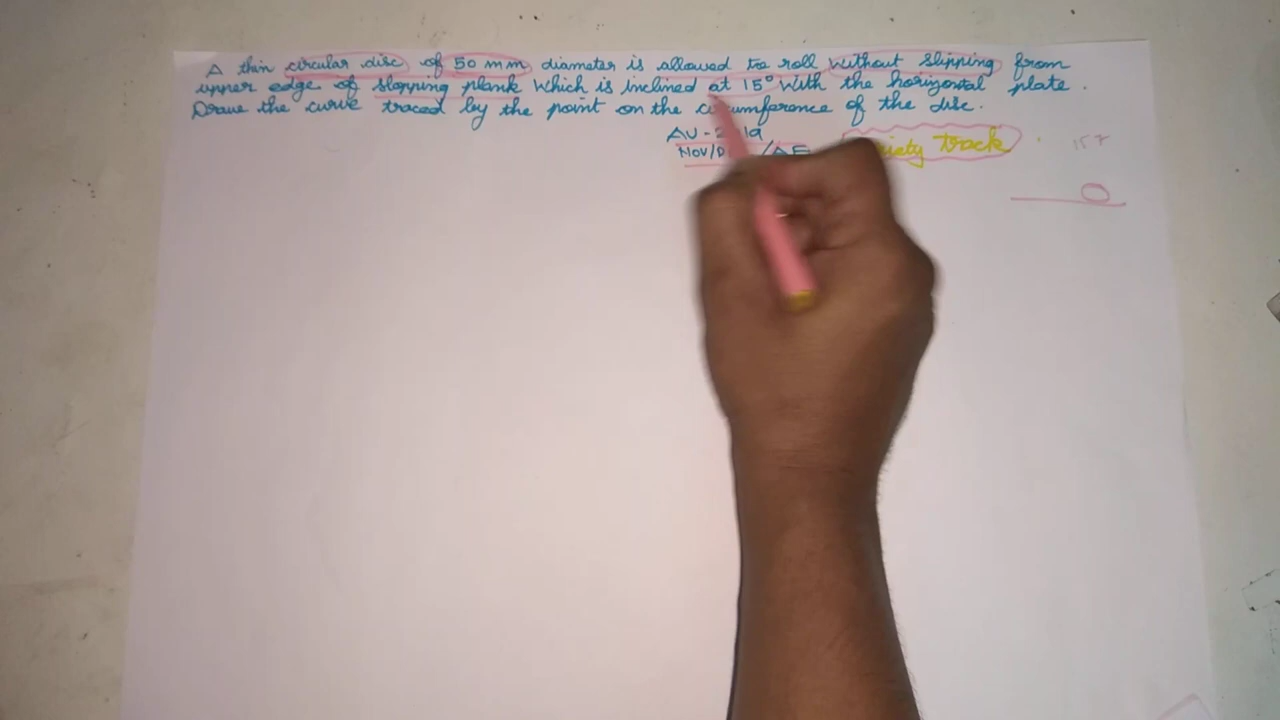 A thin circular disc of 50 mm diameter is allowed to roll without slipping from
upper edge of slopping plank Which is inclined at 15° With the horizontal plate.
Draw the curve traced by the point on the circumference of the disc.
track